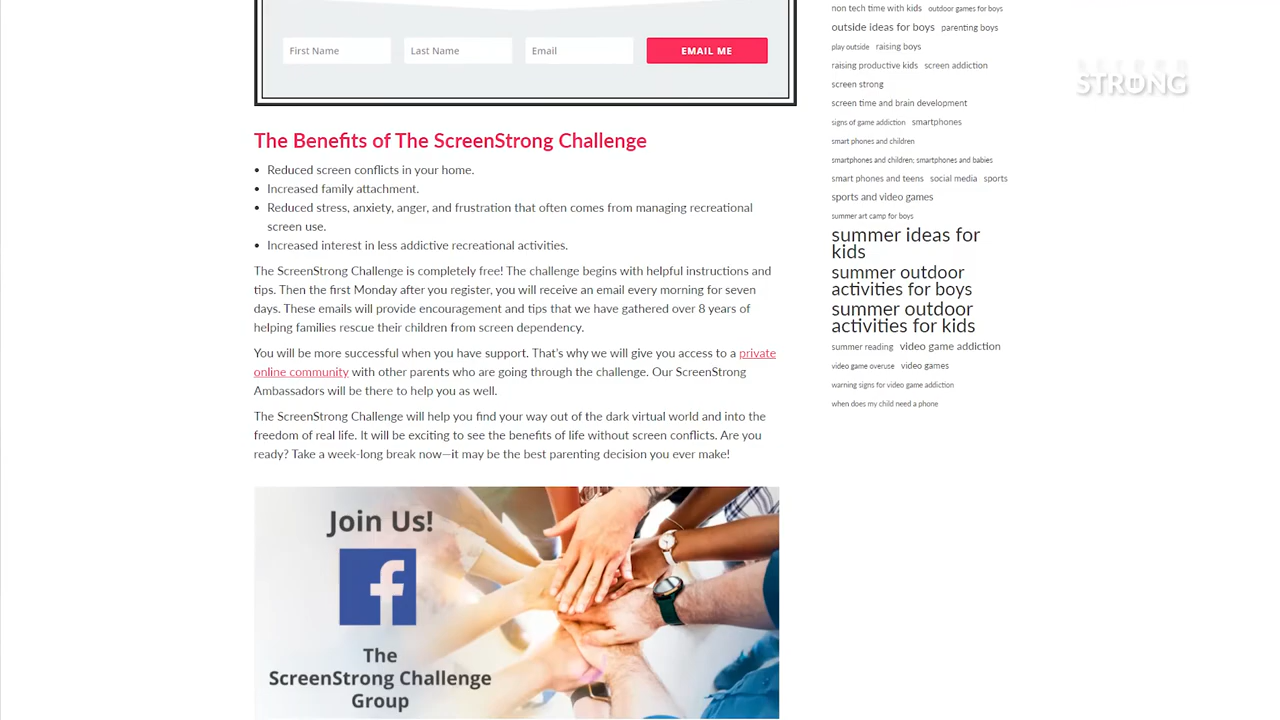 First Name
Last Name
Email
EMAIL ME
The Benefits of The ScreenStrong Challenge
• Reduced screen conflicts in your home.
• Increased family attachment.
• Reduced stress, anxiety, anger, and frustration that often comes from managing recreational
screen use.
• Increased interest in less addictive recreational activities.
The ScreenStrong Challenge is completely free! The challenge begins with helpful instructions and
tips. Then the first Monday after you register, you will receive an email every morning for seven
days. These emails will provide encouragement and tips that we have gathered over 8 years of
helping families rescue their children from screen dependency.
You will be more successful when you have support. That's why we will give you access to a private
online community with other parents who are going through the challenge. Our ScreenStrong
Ambassadors will be there to help you as well.
The ScreenStrong Challenge will help you find your way out of the dark virtual world and into the
freedom of real life. It will be exciting to see the benefits of life without screen conflicts. Are you
ready? Take a week-long break now—it may be the best parenting decision you ever make!
Join Us!
f
The
ScreenStrong Challenge
Group
non tech time with kids outdoor games for boys
outside ideas for boys parenting boys
play outside raising boys
raising productive kids screen addiction
screen strong
screen time and brain development
signs of game addiction smartphones
smart phones and children
smartphones and children: smartphones and babies
smart phones and teens social media sports
sports and video games
summer art camp for boys
summer ideas for
kids
summer outdoor
activities for boys
summer outdoor
activities for kids
summer reading video game addiction
video game overuse video games
warning signs for video game addiction
when does my child need a phone
STRONG